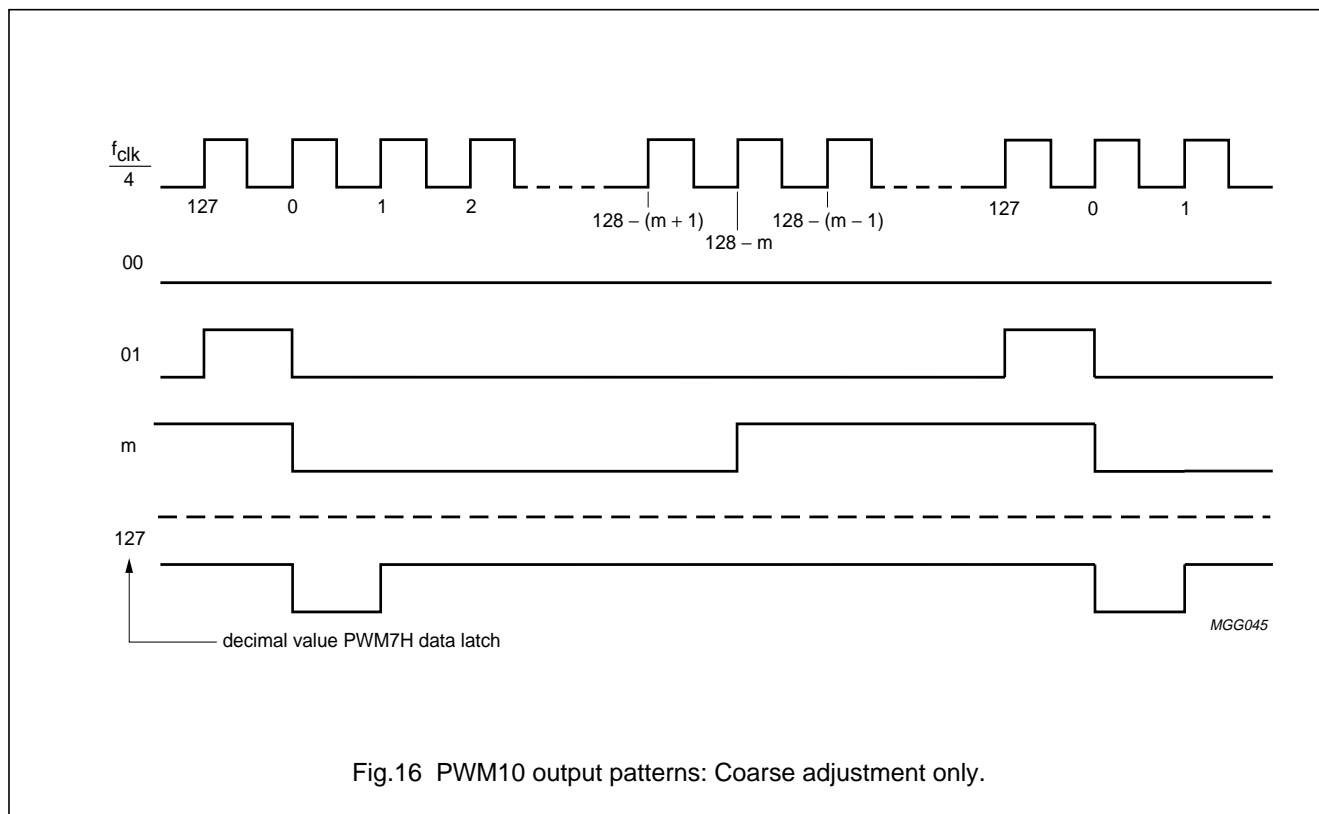 fclk
4
127 0 1 2 128 – (m + 1) 128 – (m – 1) 127 0 1
128 – m
00
01
m
127
decimal value PWM7H data latch
MGG045
Fig.16 PWM10 output patterns: Coarse adjustment only.